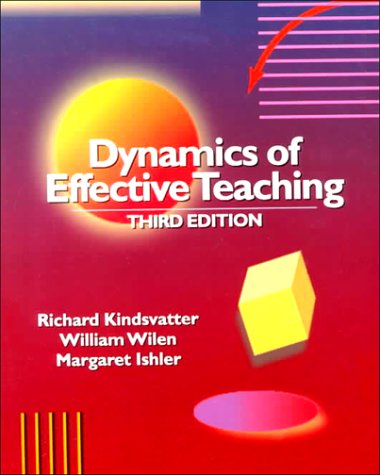 Dynamics of
Effective Teaching
THIRD EDITION
Richard Kindsvatter
William Wilen
Margaret Ishler